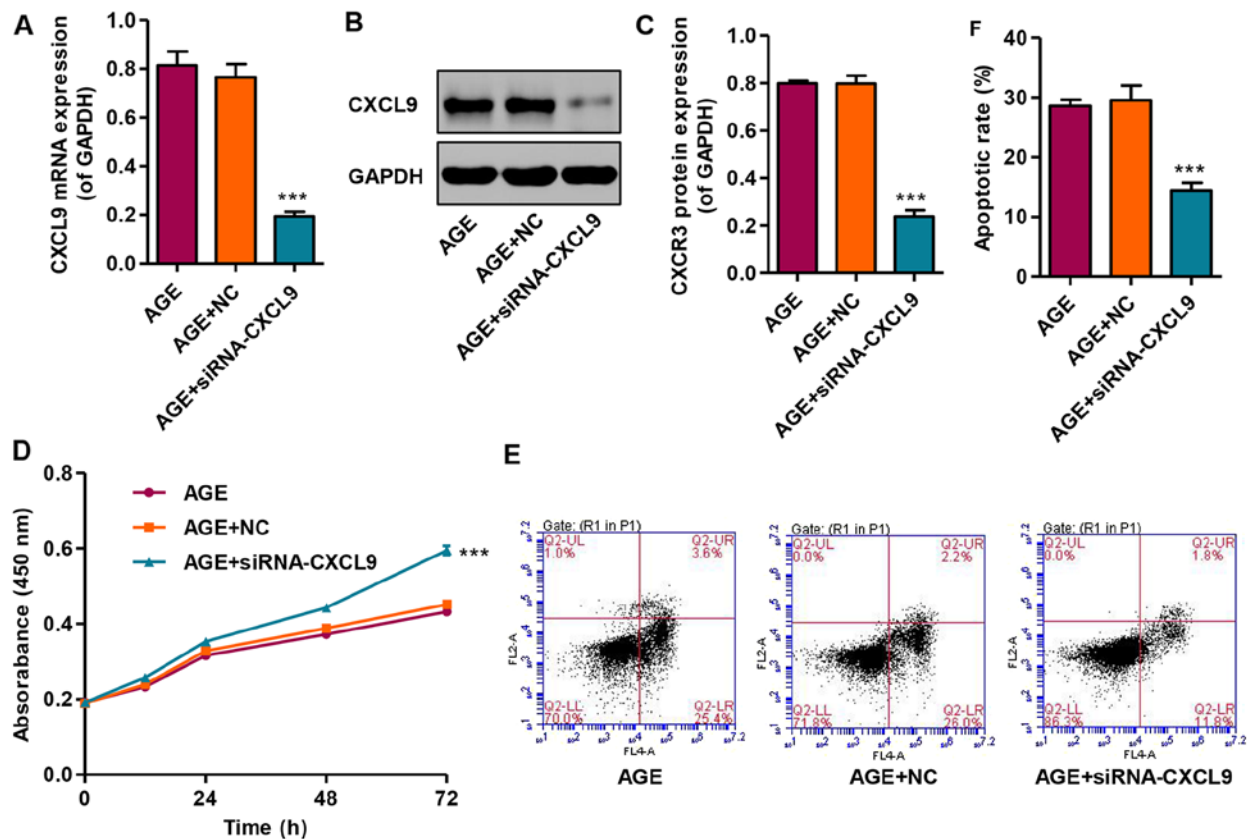 A
CXCL9 mRNA expression
(of GAPDH)
1.0
0.8
0.6
0.4
0.2
0.0
***
AGE
AGE+NC
AGE+siRNA-CXCL9
B
CXCL9
GAPDH
AGE
AGE+NC
AGE+siRNA-CXCL9
C
CXCR3 protein expression
(of GAPDH)
1.0
0.8
0.6
0.4
0.2
0.0
***
AGE
AGE+NC
AGE+siRNA-CXCL9
F
Apoptotic rate (%)
40
30
20
10
0
***
AGE
AGE+NC
AGE+siRNA-CXCL9
D
Absorabance (450 nm)
0.8
0.6
0.4
0.2
0.0
AGE
AGE+NC
AGE+siRNA-CXCL9
***
0
24
48
72
Time (h)
E
Gate: (R1 in P1)
Q2-UL
1.0%
Q2-UR
3.6%
Q2-LL
70.0%
Q2-LR
25.4%
FL2-A
FL4-A
AGE
Gate: (R1 in P1)
Q2-UL
0.0%
Q2-UR
2.2%
Q2-LL
71.8%
Q2-LR
26.0%
FL2-A
FL4-A
AGE+NC
Gate: (R1 in P1)
Q2-UL
0.0%
Q2-UR
1.8%
Q2-LL
86.3%
Q2-LR
11.8%
FL2-A
FL4-A
AGE+siRNA-CXCL9